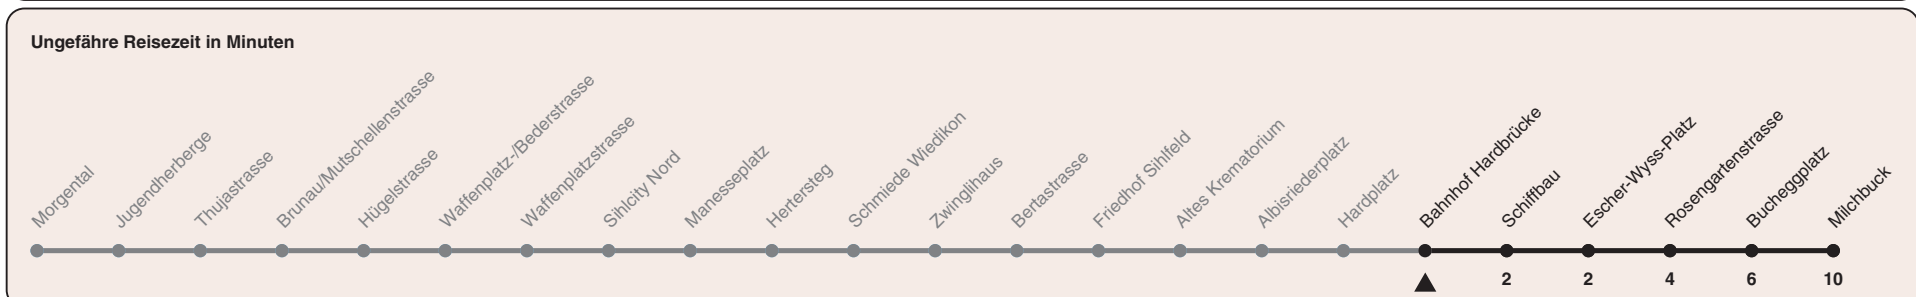 Ungefähre Reisezeit in Minuten
Morgental
Jugendherberge
Thujastrasse
Brunau/Mutschellenstrasse
Hügelstrasse
Waffenplatz-/Bederstrasse
Waffenplatzstrasse
Sihlcity Nord
Manesseplatz
Hertersteg
Schmiede Wiedikon
Zwinglihaus
Bertastrasse
Friedhof Sihlfeld
Altes Krematorium
Albisriederplatz
Hardplatz
Bahnhof Hardbrücke
Schiffbau
Escher-Wyss-Platz
Rosengartenstrasse
Bucheggplatz
Milchbuck
2 2 4 6 10